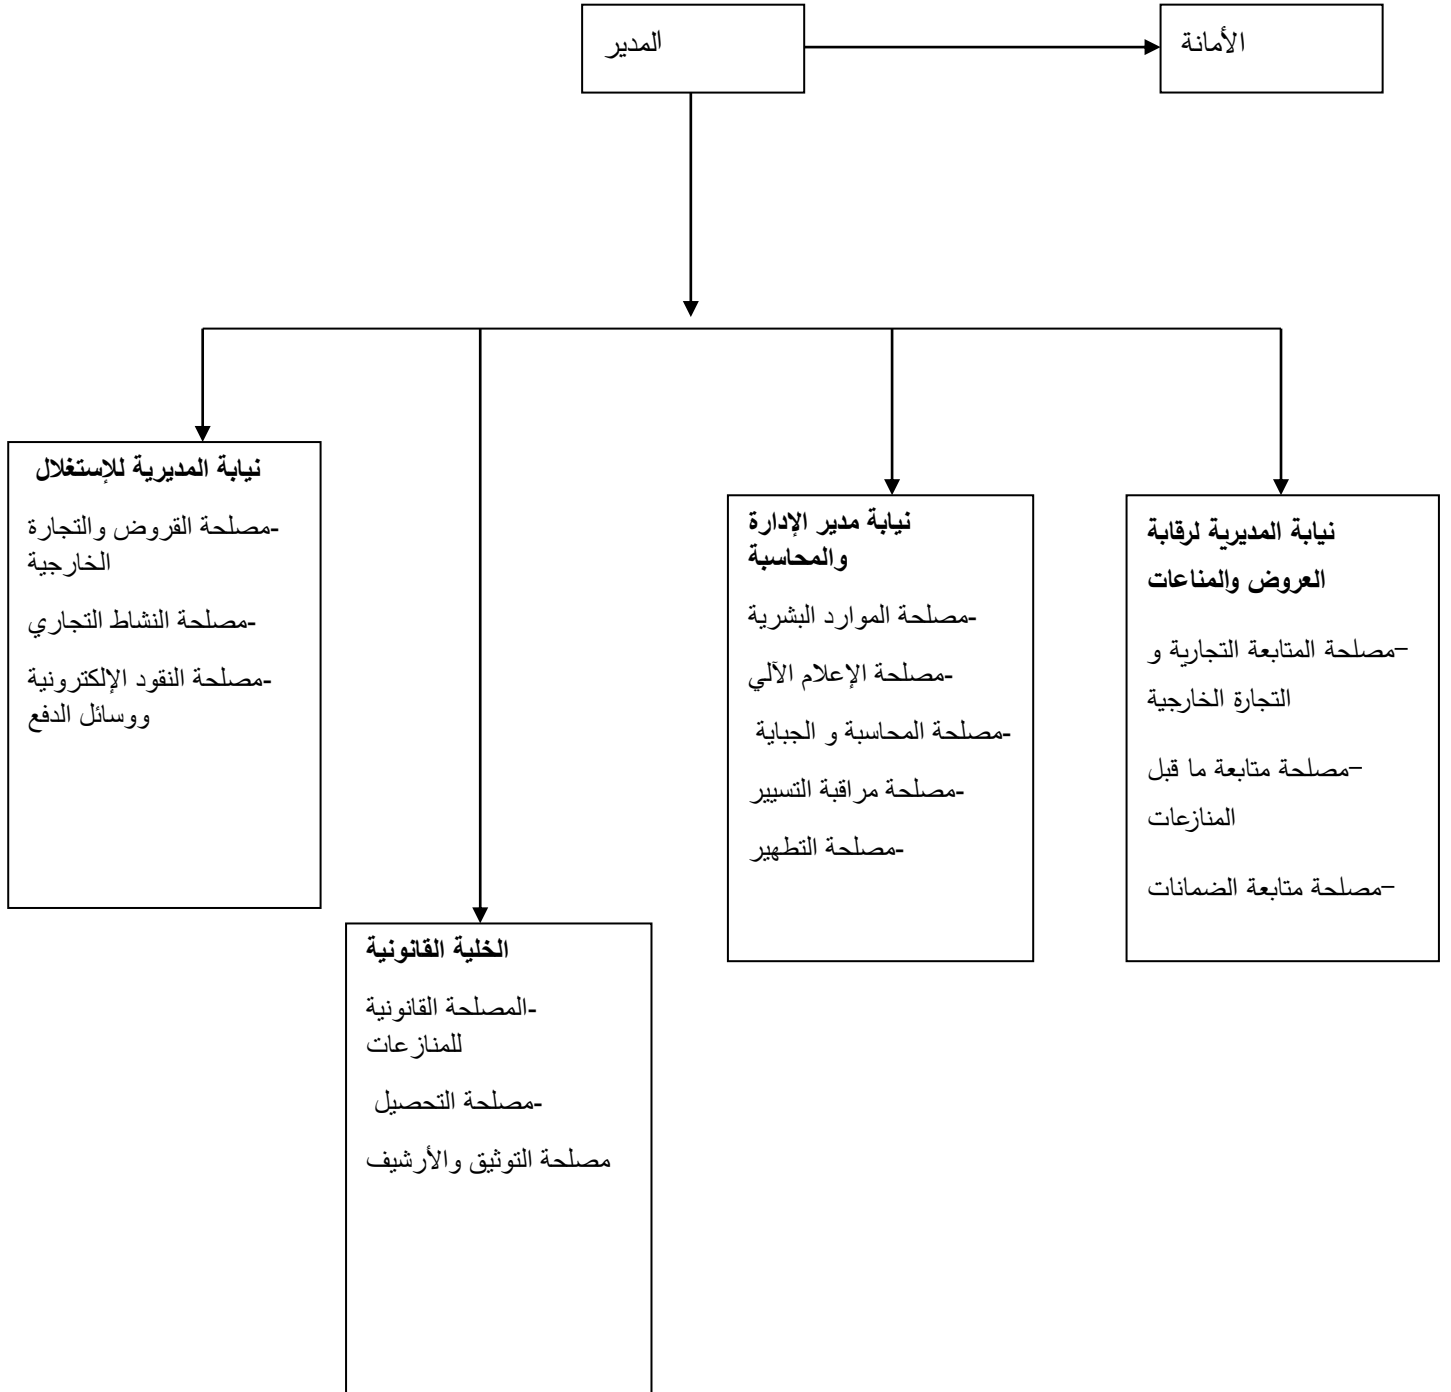 المدير
الأمانة
نيابة المديرية لرقابة
العروض والمناعات
–مصلحة المتابعة التجارية و
التجارة الخارجية
–مصلحة متابعة ما قبل
المنازعات
–مصلحة متابعة الضمانات
نيابة مدير الإدارة
والمحاسبة
-مصلحة الموارد البشرية
-مصلحة الإعلام الآلي
-مصلحة المحاسبة و الجباية
-مصلحة مراقبة التسيير
-مصلحة التطهير
الخلية القانونية
-المصلحة القانونية
للمنازعات
-مصلحة التحصيل
مصلحة التوثيق والأرشيف
نيابة المديرية للإستغلال
-مصلحة القروض والتجارة
الخارجية
-مصلحة النشاط التجاري
-مصلحة النقود الإلكترونية
ووسائل الدفع